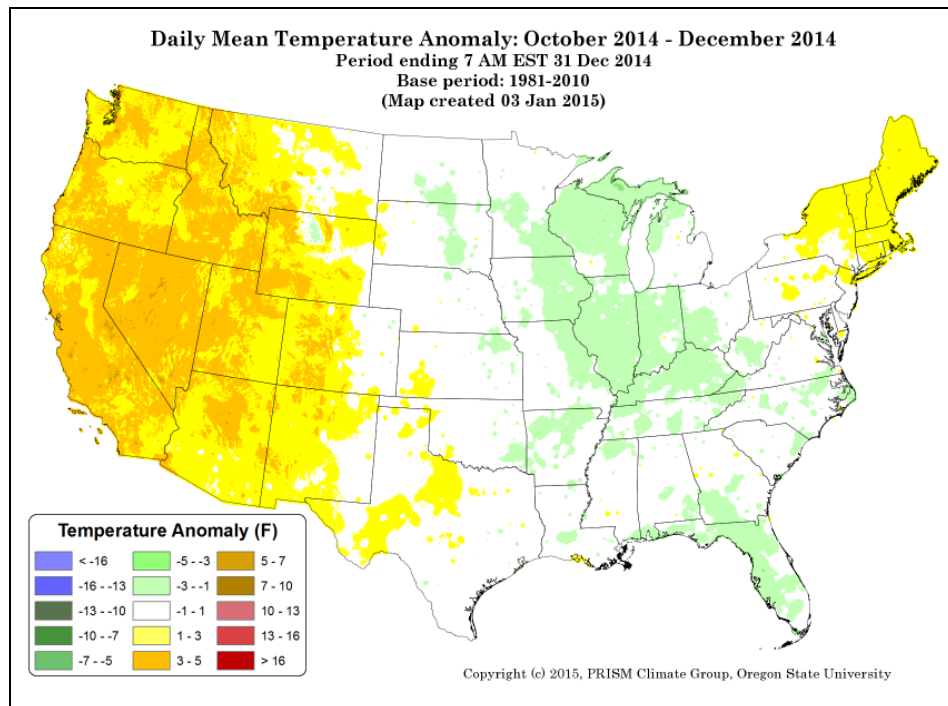 Daily Mean Temperature Anomaly: October 2014 - December 2014
Period ending 7 AM EST 31 Dec 2014
Base period: 1981-2010
(Map created 03 Jan 2015)
Temperature Anomaly (F)
< -16
-5 - -3
5 - 7
-16 - -13
-3 - -1
7 - 10
-13 - -10
-1 - 1
10 - 13
-10 - -7
1 - 3
13 - 16
-7 - -5
3 - 5
> 16
Copyright (c) 2015, PRISM Climate Group, Oregon State University